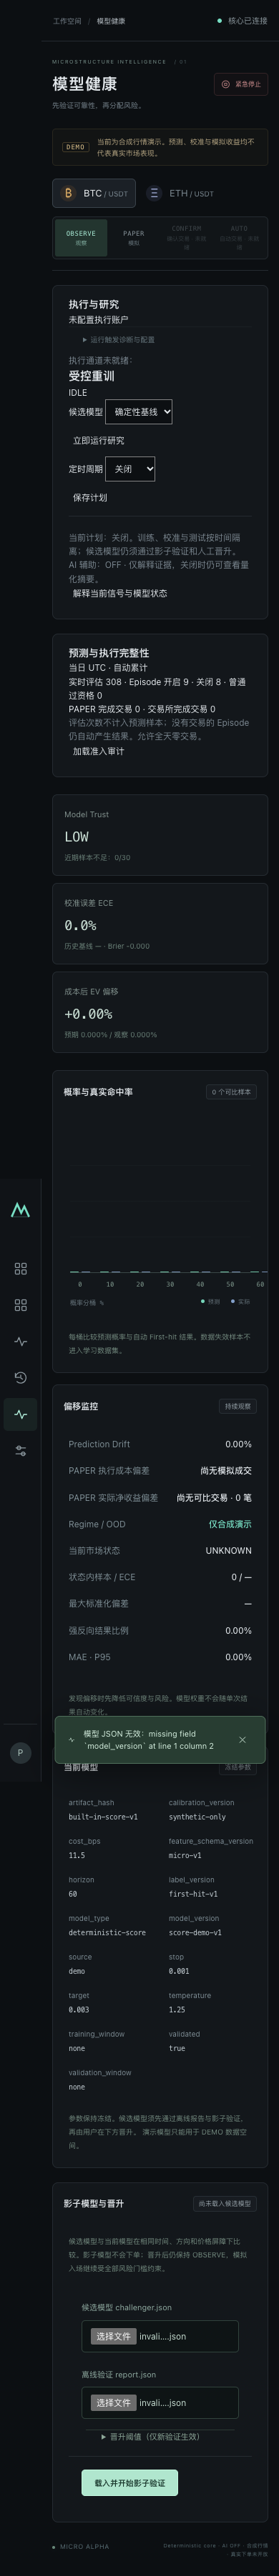 工作空间 / 模型健康
核心已连接
MICROSTRUCTURE INTELLIGENCE / 01
模型健康
紧急停止
先验证可靠性，再分配风险。
DEMO
当前为合成行情演示。预测、校准与模拟收益均不
代表真实市场表现。
BTC / USDT
ETH / USDT
OBSERVE
观察
PAPER
模拟
CONFIRM
AUTO
执行与研究
未配置执行账户
▶ 运行触发诊断与配置
执行通道未就绪：
受控重训
IDLE
候选模型 确定性基线
立即运行研究
定时周期 关闭
保存计划
当前计划：关闭。训练、校准与测试按时间隔
离；候选模型仍须通过影子验证和人工晋升。
AI 辅助：OFF · 仅解释证据，关闭时仍可查看量
化摘要。
解释当前信号与模型状态
预测与执行完整性
当日 UTC · 自动累计
实时评估 308 · Episode 开启 9 · 关闭 8 · 普通
过资格 0
PAPER 完成交易 0 · 交易所完成交易 0
评估次数不计入预测样本；没有交易的 Episode
仍自动产生结果。允许全天零交易。
加载准入审计
Model Trust
LOW
近期样本不足：0/30
校准误差 ECE
0.0%
历史基线 — · Brier -0.000
成本后 EV 偏移
+0.00%
预期 0.000% / 观察 0.000%
概率与真实命中率
0 个可比样本
0 10 20 30 40 50 60
概率分桶 %
预测 实际
每桶比较预测概率与自动 First-hit 结果。数据失效样本不
进入学习数据集。
偏移监控
持续观察
Prediction Drift 0.00%
PAPER 执行成本偏差 尚无模拟成交
PAPER 实际净收益偏差 尚无可比交易 · 0 笔
Regime / OOD 仅合成演示
当前市场状态 UNKNOWN
状态内样本 / ECE 0 / —
最大标准化偏差 —
强反向结果比例 0.00%
MAE · P95 0.00%
发现偏移时先降低可信度与风险，模型权重不会随单次结
果自动变化。
模型 JSON 无效：missing field
`model_version` at line 1 column 2
当前模型
冻结参数
artifact_hash
built-in-score-v1
calibration_version
synthetic-only
cost_bps
11.5
feature_schema_version
micro-v1
horizon
60
label_version
first-hit-v1
model_type
deterministic-score
model_version
score-demo-v1
source
demo
stop
0.001
target
0.003
temperature
1.25
training_window
none
validated
true
validation_window
none
参数保持冻结。候选模型须先通过离线报告与影子验证，
再由用户在下方晋升。 演示模型只能用于 DEMO 数据空
间。
影子模型与晋升
尚未载入候选模型
候选模型与当前模型在相同时间、方向和价格屏障下比
较。影子模型不会下单；晋升后仍保持 OBSERVE，模拟
入场继续受全部风险门槛约束。
候选模型 challenger.json
选择文件 invali....json
离线验证 report.json
选择文件 invali....json
▶ 晋升阈值（仅新验证生效）
载入并开始影子验证
P
MICRO ALPHA